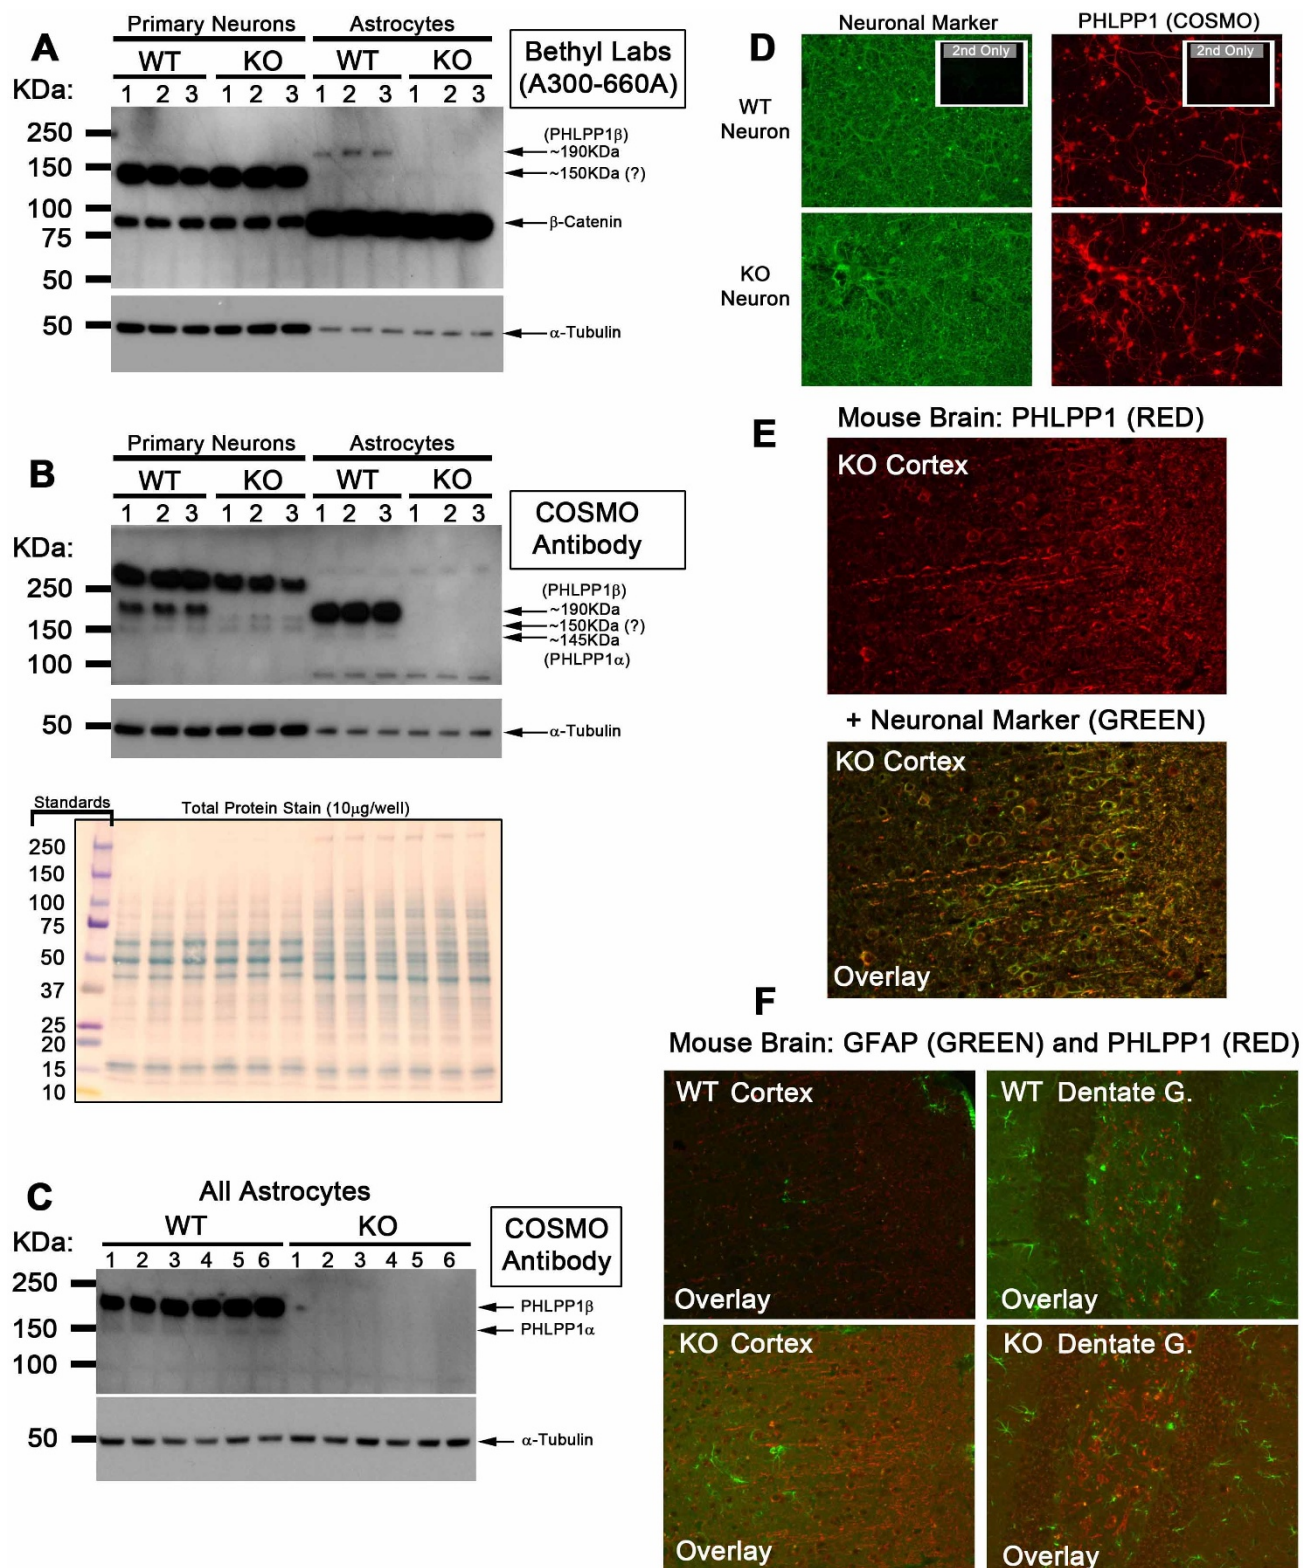 A
Primary Neurons Astrocytes
WT KO WT KO
KDa: 1 2 3 1 2 3 1 2 3 1 2 3
Bethyl Labs
(A300-660A)
250
150
100
75
50
(PHLPP1β)
~190KDa
~150KDa (?)
β-Catenin
50
α-Tubulin
B
Primary Neurons Astrocytes
WT KO WT KO
1 2 3 1 2 3 1 2 3 1 2 3
KDa:
COSMO
Antibody
250
150
100
(PHLPP1β)
~190KDa
~150KDa (?)
~145KDa
(PHLPP1α)
50
α-Tubulin
Standards Total Protein Stain (10µg/well)
250
150
100
75
50
37
25
20
15
10
C
All Astrocytes
WT KO
KDa: 1 2 3 4 5 6 1 2 3 4 5 6
COSMO
Antibody
250
150
100
PHLPP1β
PHLPP1α
50
α-Tubulin
D
Neuronal Marker PHLPP1 (COSMO)
2nd Only 2nd Only
WT
Neuron
KO
Neuron
E
Mouse Brain: PHLPP1 (RED)
KO Cortex
+ Neuronal Marker (GREEN)
KO Cortex
Overlay
F
Mouse Brain: GFAP (GREEN) and PHLPP1 (RED)
WT Cortex WT Dentate G.
Overlay Overlay
KO Cortex KO Dentate G.
Overlay Overlay